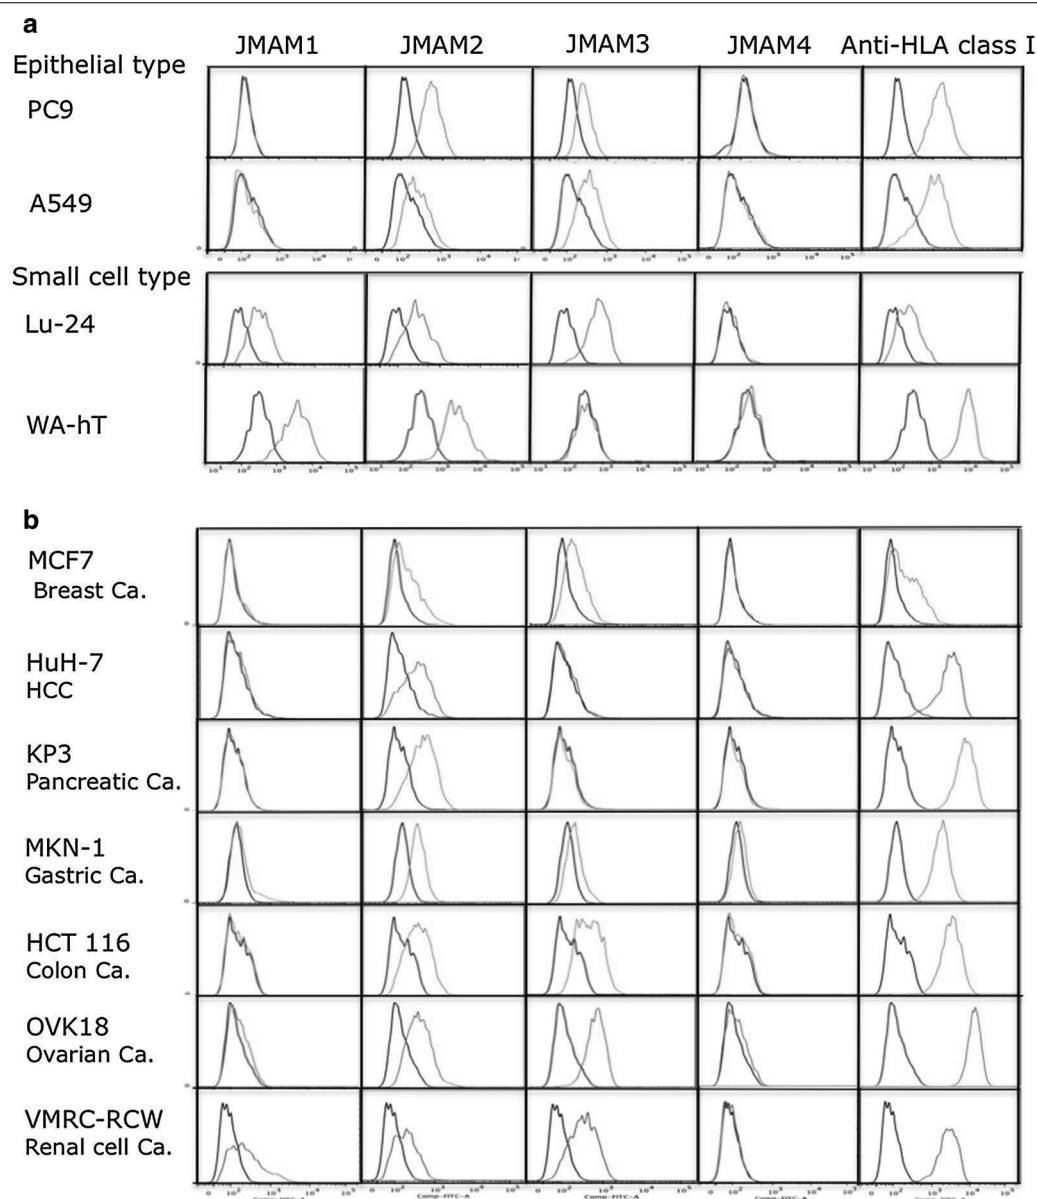 a
JMAM1 JMAM2 JMAM3 JMAM4 Anti-HLA class I
Epithelial type
PC9
A549
Small cell type
Lu-24
WA-hT
b
MCF7
Breast Ca.
HuH-7
HCC
KP3
Pancreatic Ca.
MKN-1
Gastric Ca.
HCT 116
Colon Ca.
OVK18
Ovarian Ca.
VMRC-RCW
Renal cell Ca.